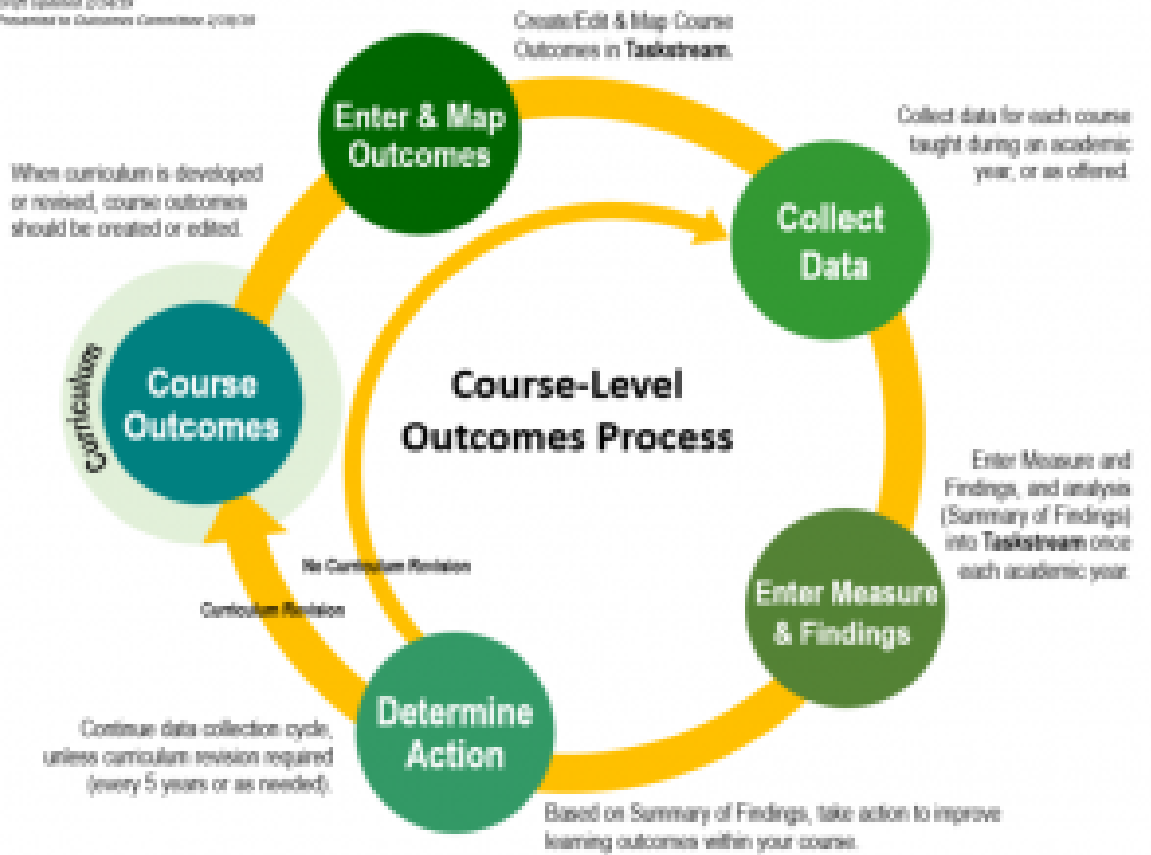 Presented to Outcomes Committee
Create/Edit & Map Course
Outcomes in Taskstream.
Enter & Map
Outcomes
Collect data for each course
taught during an academic
year, or as offered.
When curriculum is developed
or revised, course outcomes
should be created or edited.
Collect
Data
Curriculum
Course
Outcomes
Course-Level
Outcomes Process
Enter Measure and
Findings, and analysis
(Summary of Findings)
into Taskstream once
each academic year.
No Curriculum Revision
Curriculum Revision
Enter Measure
& Findings
Determine
Action
Continue data collection cycle,
unless curriculum revision required
(every 5 years or as needed).
Based on Summary of Findings, take action to improve
learning outcomes within your course.